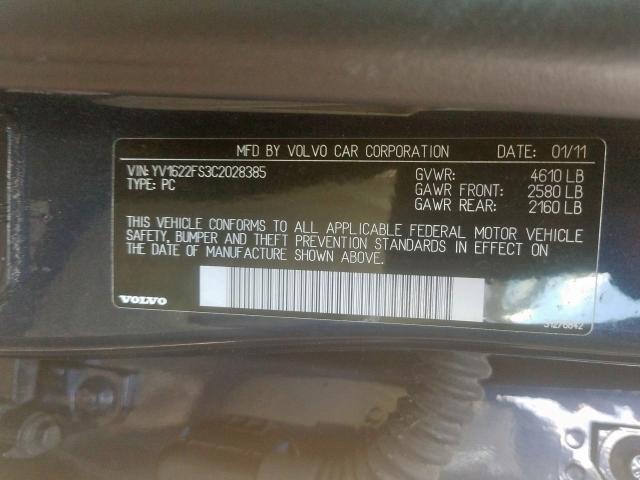 MFD BY VOLVO CAR CORPORATION DATE: 01/11
VIN: YV1622FS3C2028385 GVWR: 4610 LB
TYPE: PC GAWR FRONT: 2580 LB
GAWR REAR: 2160 LB
THIS VEHICLE CONFORMS TO ALL APPLICABLE FEDERAL MOTOR VEHICLE
SAFETY, BUMPER AND THEFT PREVENTION STANDARDS IN EFFECT ON
THE DATE OF MANUFACTURE SHOWN ABOVE.
VOLVO
31276842